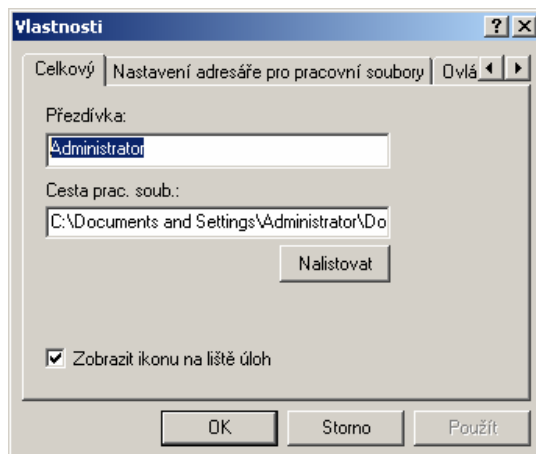 Vlastnosti
Celkový Nastavení adresáře pro pracovní soubory Ovlá
Přezdívka:
Administrator
Cesta prac. soub.:
C:\Documents and Settings\Administrator\Do
Nalistovat
Zobrazit ikonu na liště úloh
OK Storno Použít